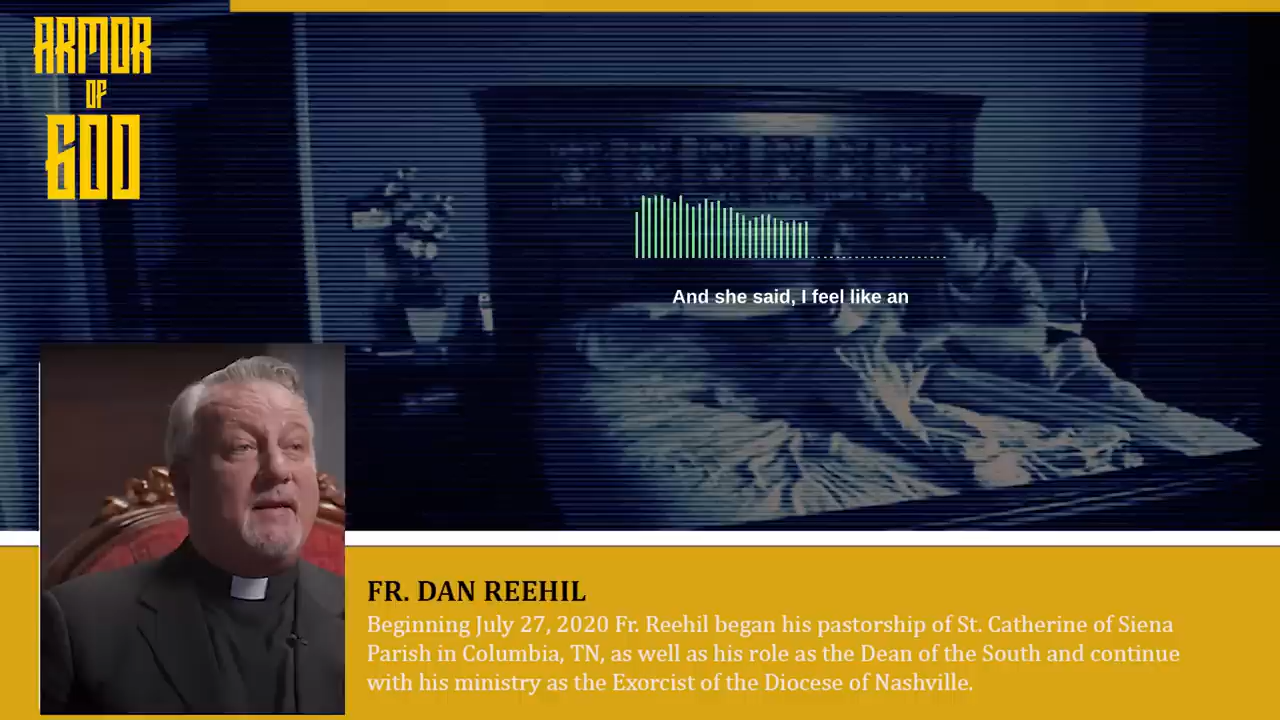 ARMOR
OF
GOD
And she said, I feel like an
FR. DAN REEHIL
Beginning July 27, 2020 Fr. Reehil began his pastorship of St. Catherine of Siena
Parish in Columbia, TN, as well as his role as the Dean of the South and continue
with his ministry as the Exorcist of the Diocese of Nashville.